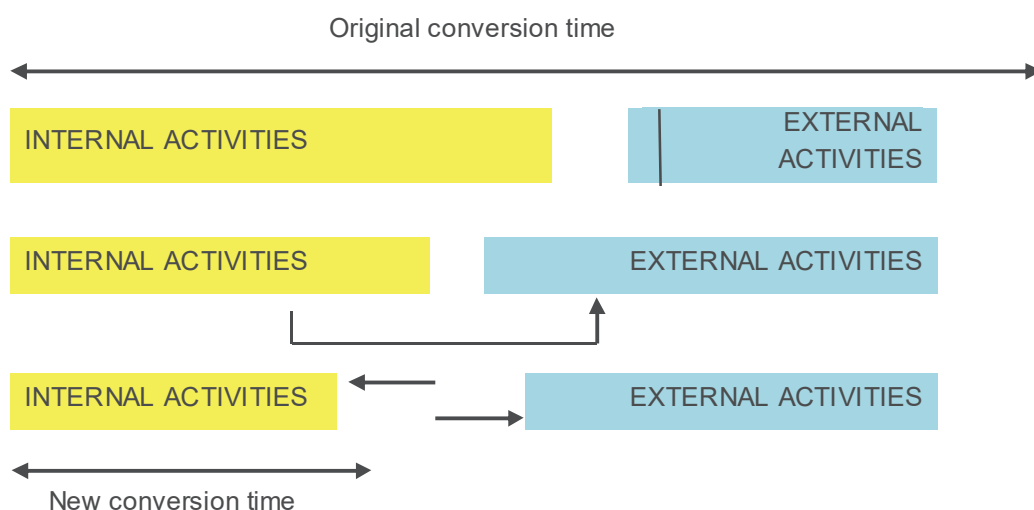 Original conversion time
INTERNAL ACTIVITIES
EXTERNAL
ACTIVITIES
INTERNAL ACTIVITIES
EXTERNAL ACTIVITIES
INTERNAL ACTIVITIES
EXTERNAL ACTIVITIES
New conversion time